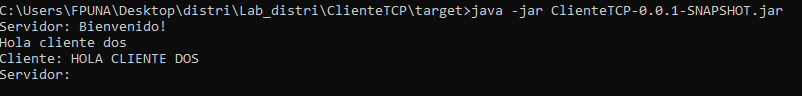 C:\Users\FPUNA\Desktop\distri\Lab_distri\ClienteTCP\target>java -jar ClienteTCP-0.0.1-SNAPSHOT.jar
Servidor: Bienvenido!
Hola cliente dos
Cliente: HOLA CLIENTE DOS
Servidor: